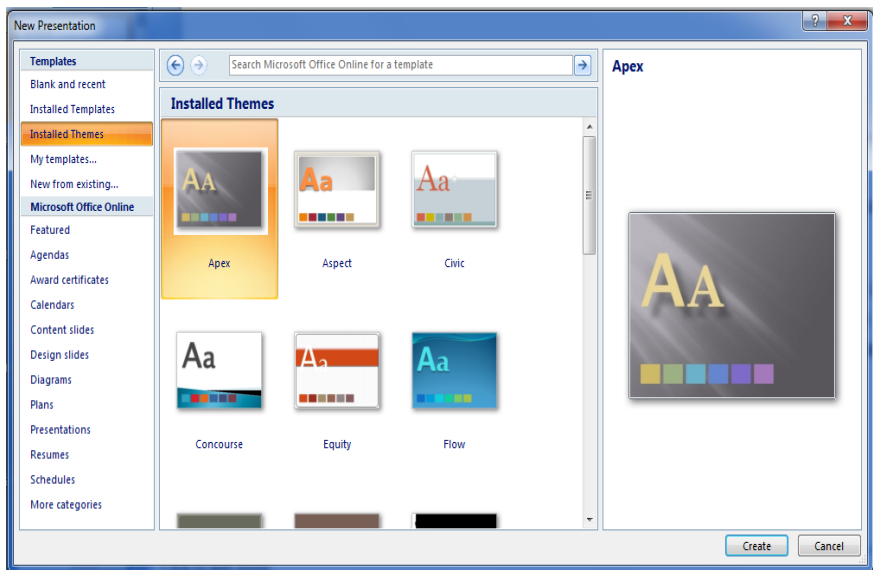 New Presentation
Templates
Blank and recent
Installed Templates
Installed Themes
My templates...
New from existing...
Microsoft Office Online
Featured
Agendas
Award certificates
Calendars
Content slides
Design slides
Diagrams
Plans
Presentations
Resumes
Schedules
More categories
Search Microsoft Office Online for a template
Installed Themes
AA
Aa
Aa
Apex
Aspect
Civic
Aa
Aa
Aa
Concourse
Equity
Flow
Apex
AA
Create
Cancel